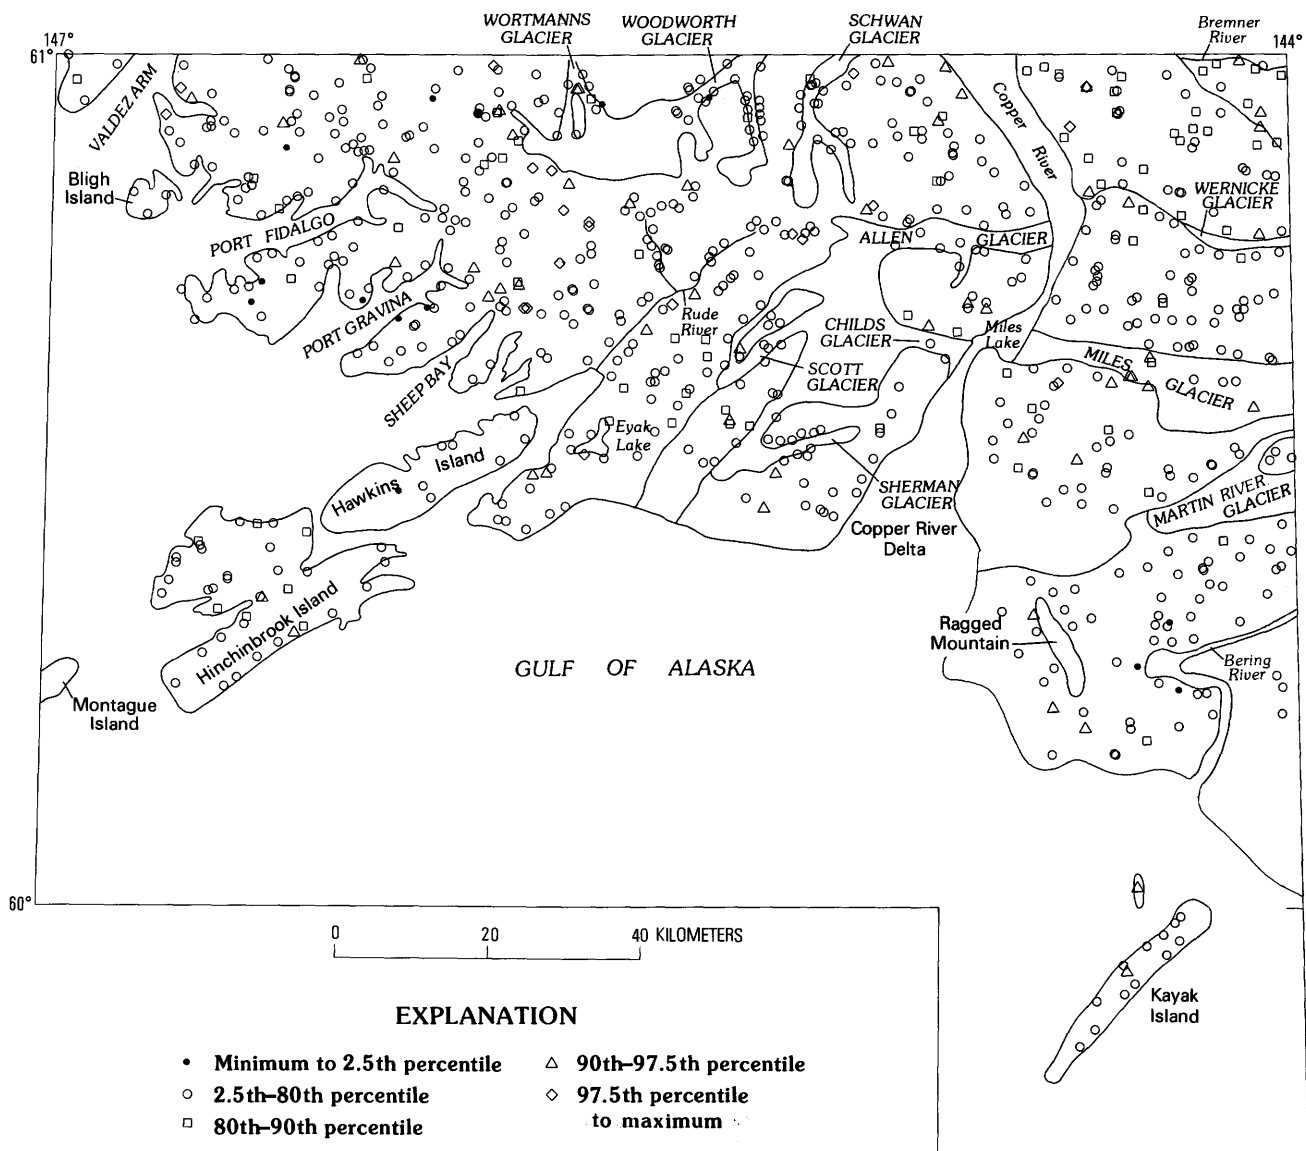 WORTMANNS
GLACIER
WOODWORTH
GLACIER
SCHWAN
GLACIER
Bremner
River
147°
144°
61°
VALDEZ ARM
Copper
River
Bligh
Island
WERNICKE
GLACIER
PORT FIDALGO
ALLEN GLACIER
PORT GRAVINA
Rude
River
CHILDS
GLACIER
Miles
Lake
SHEEP BAY
SCOTT
GLACIER
MILES GLACIER
Eyak
Lake
Hawkins Island
SHERMAN
GLACIER
MARTIN RIVER
GLACIER
Copper River
Delta
Hinchinbrook Island
Ragged
Mountain
GULF OF ALASKA
Bering
River
Montague
Island
60°
0 20 40 KILOMETERS
Kayak
Island
EXPLANATION
Minimum to 2.5th percentile
2.5th–80th percentile
80th–90th percentile
90th–97.5th percentile
97.5th percentile
to maximum